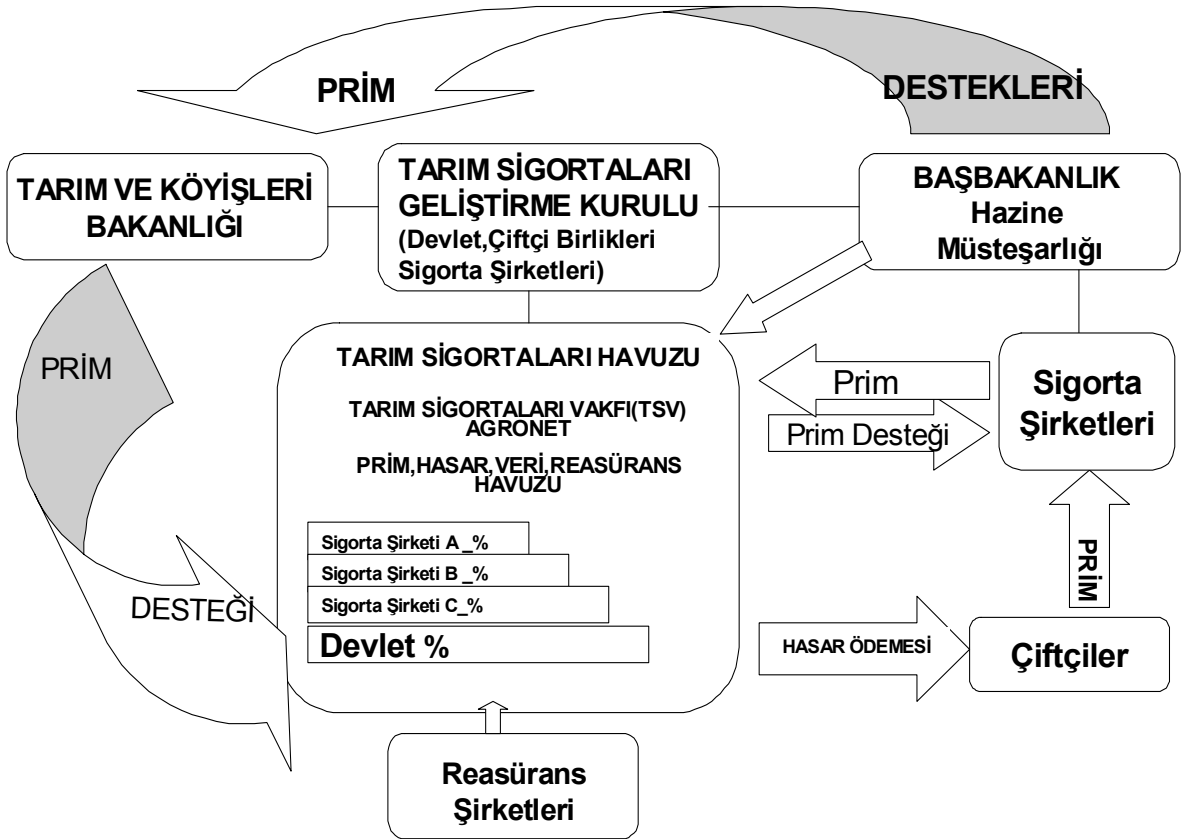 PRİM
DESTEKLERİ
TARIM VE KÖYİŞLERİ
BAKANLIĞI
TARIM SİGORTALARI
GELİŞTİRME KURULU
(Devlet,Çiftçi Birlikleri
Sigorta Şirketleri)
BAŞBAKANLIK
Hazine
Müsteşarlığı
PRİM
DESTEĞİ
TARIM SİGORTALARI HAVUZU
TARIM SİGORTALARI VAKFI(TSV)
AGRONET
PRİM,HASAR,VERİ,REASÜRANS
HAVUZU
Sigorta Şirketi A _%
Sigorta Şirketi B _%
Sigorta Şirketi C_%
Devlet %
Prim
Prim Desteği
Sigorta
Şirketleri
PRİM
HASAR ÖDEMESİ
Çiftçiler
Reasürans
Şirketleri